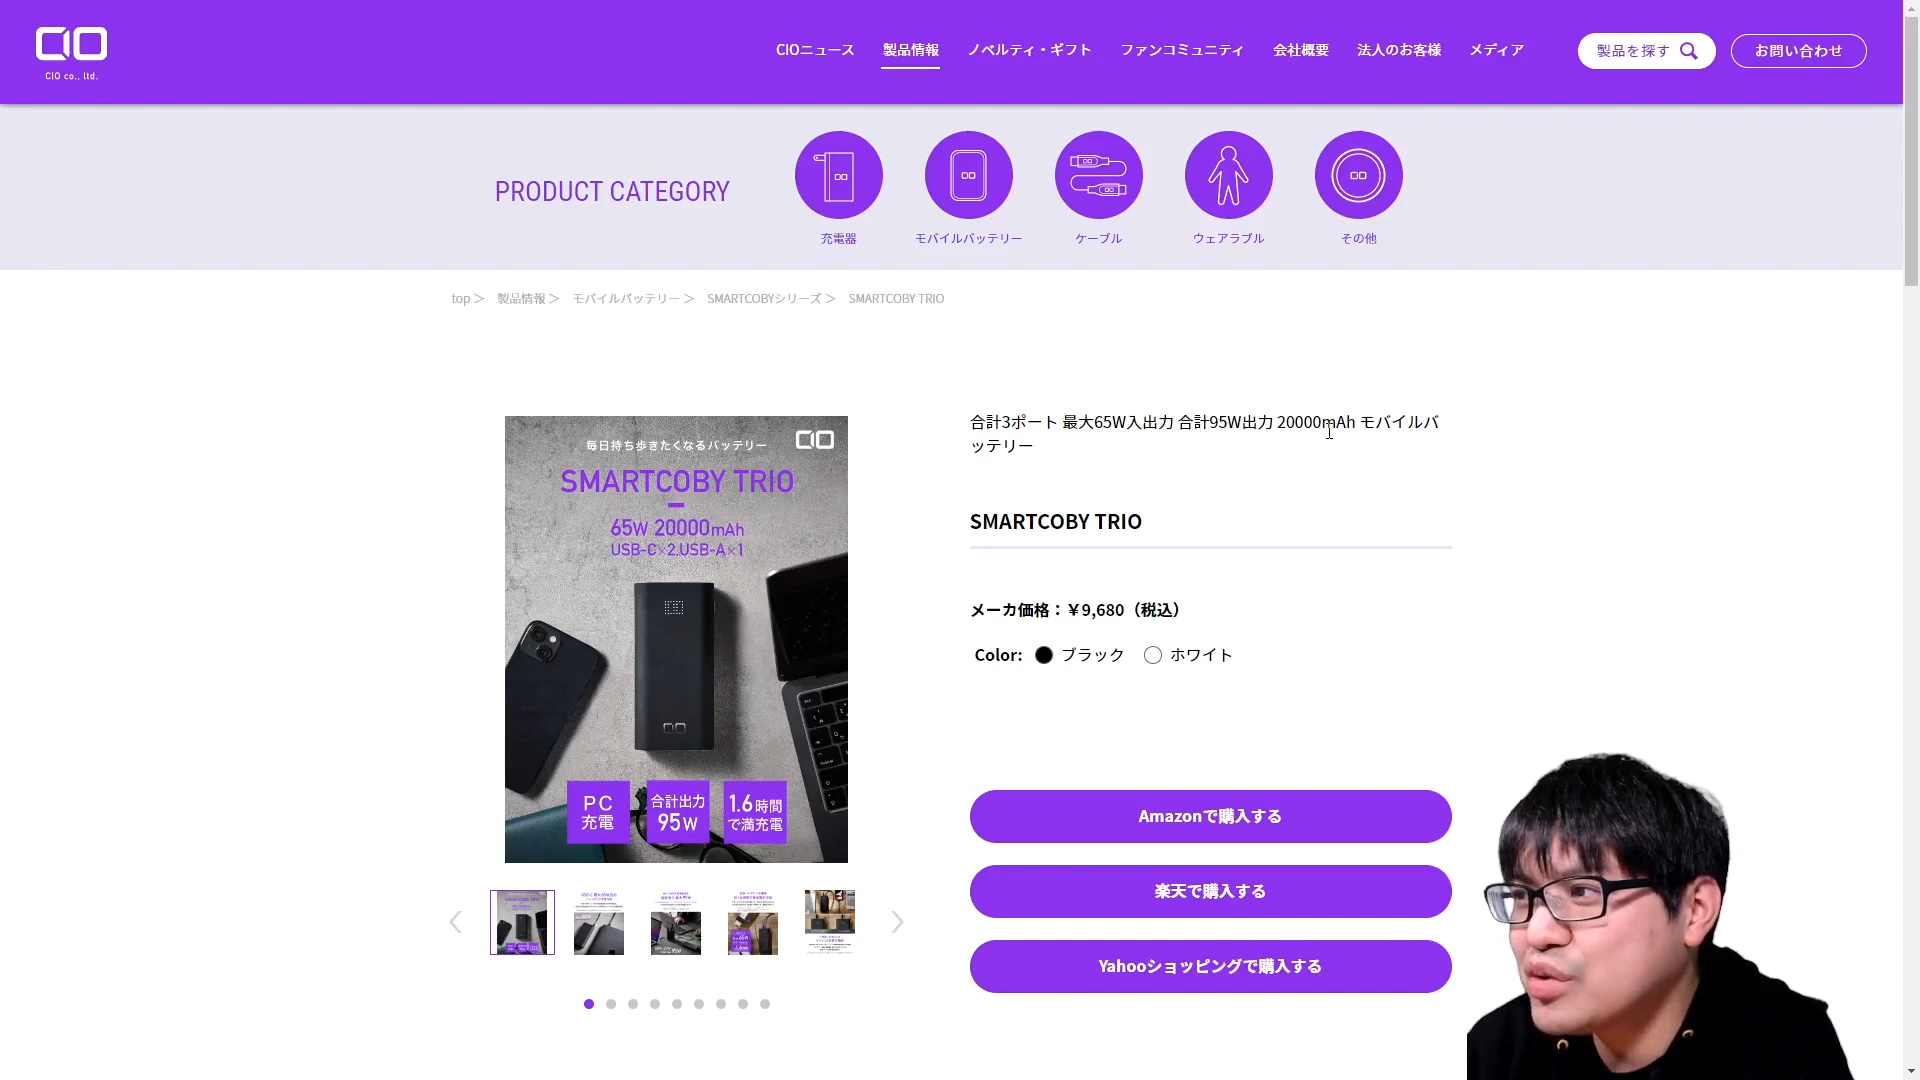 CIO
CIO co., ltd.
CIOニュース 製品情報 ノベルティ・ギフト ファンコミュニティ 会社概要 法人のお客様 メディア 製品を探す お問い合わせ
PRODUCT CATEGORY
充電器 モバイルバッテリー ケーブル ウェアラブル その他
top > 製品情報 > モバイルバッテリー > SMARTCOBYシリーズ > SMARTCOBY TRIO
毎日持ち歩きたくなるバッテリー CIO
SMARTCOBY TRIO
65W 20000mAh
USB-C×2,USB-A×1
PC
充電
合計出力
95W
1.6時間
で満充電
合計3ポート 最大65W入出力 合計95W出力 20000mAh モバイルバ
ッテリー
SMARTCOBY TRIO
メーカ価格：￥9,680（税込）
Color: ブラック ホワイト
Amazonで購入する
楽天で購入する
Yahooショッピングで購入する